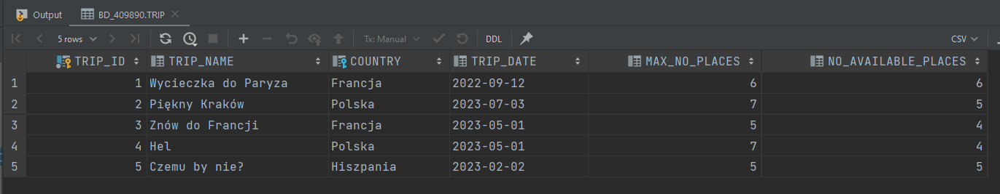 Output BD_409890.TRIP
5 rows Tx: Manual DDL CSV
TRIP_ID TRIP_NAME COUNTRY TRIP_DATE MAX_NO_PLACES NO_AVAILABLE_PLACES
1 1 Wycieczka do Paryza Francja 2022-09-12 6 6
2 2 Piękny Kraków Polska 2023-07-03 7 5
3 3 Znów do Francji Francja 2023-05-01 5 4
4 4 Hel Polska 2023-05-01 7 4
5 5 Czemu by nie? Hiszpania 2023-02-02 5 5